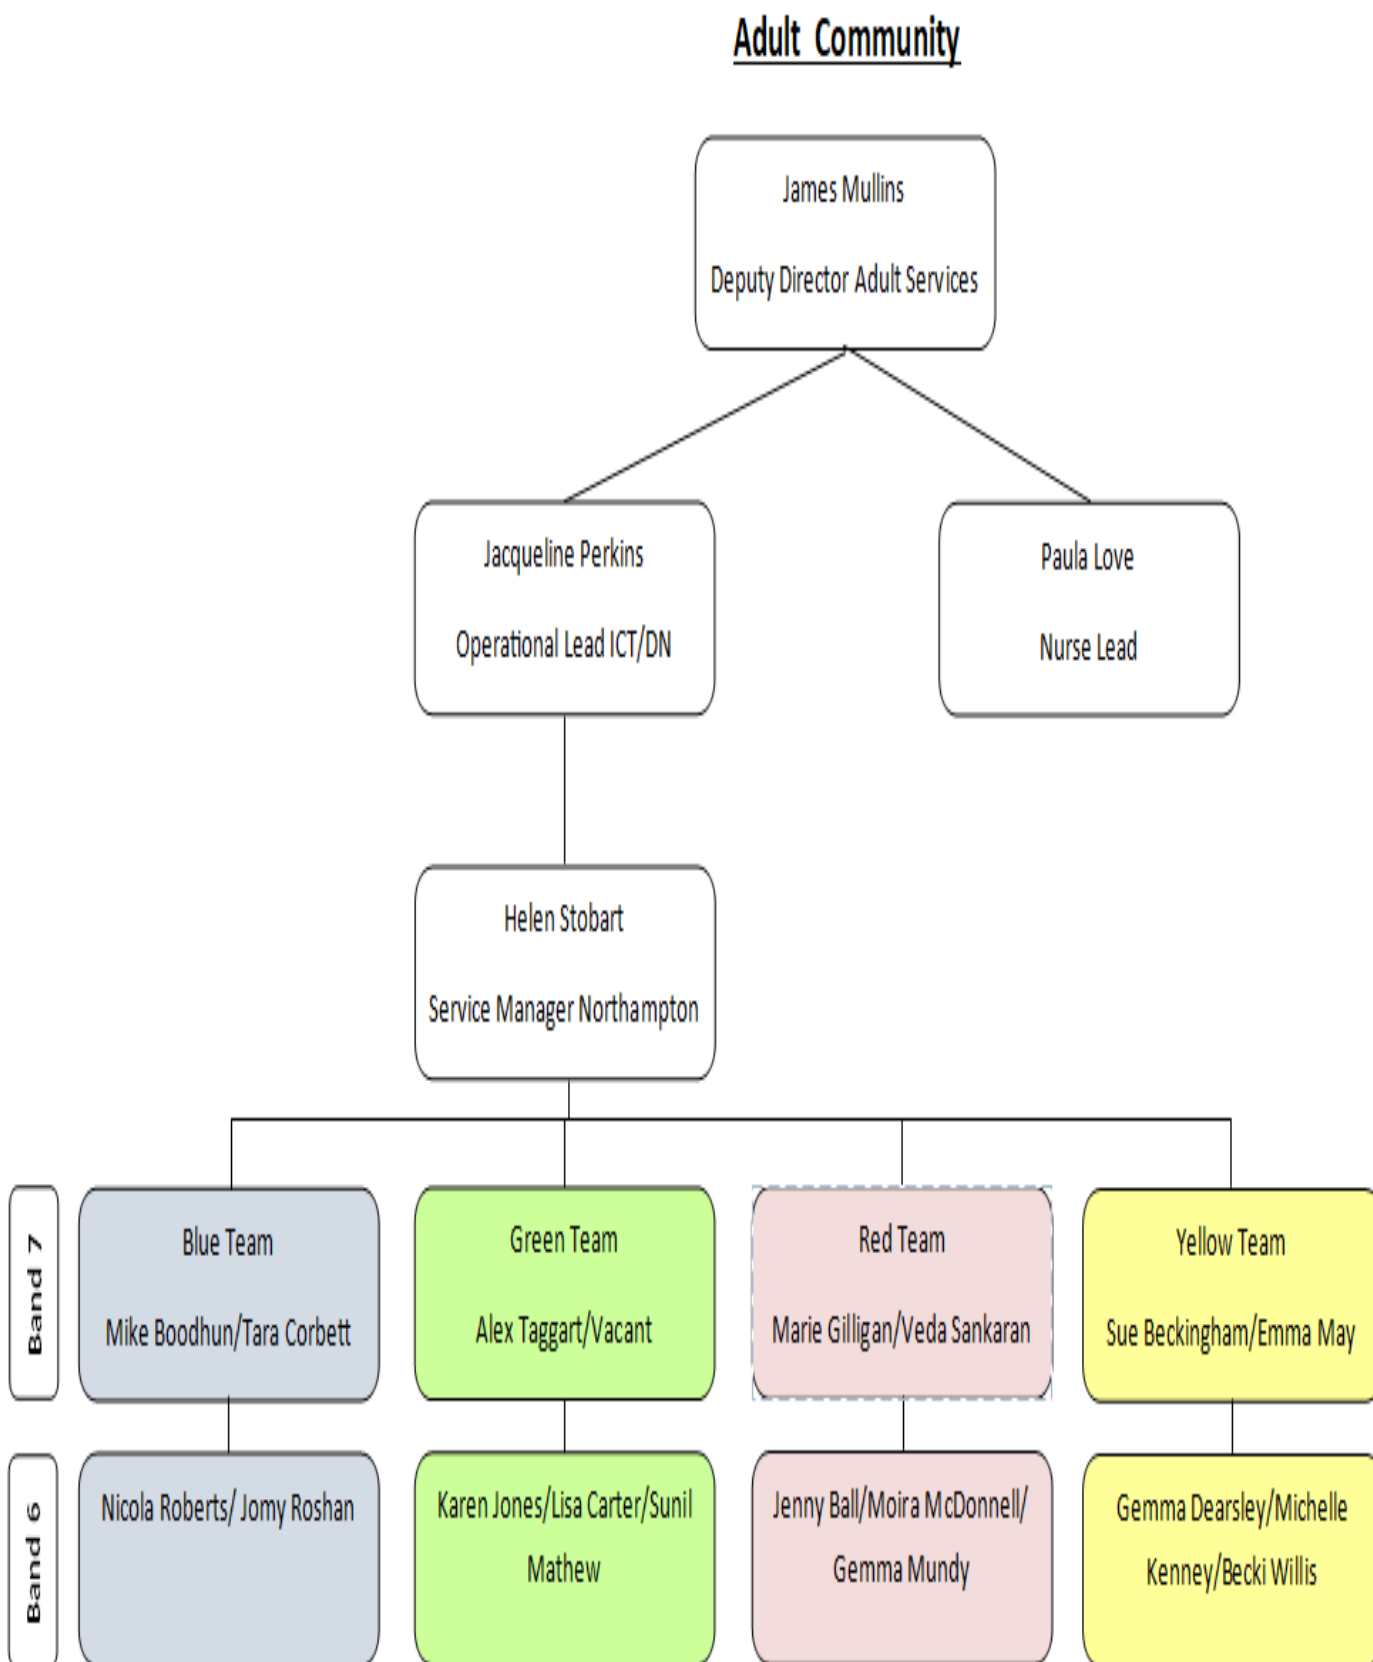 Adult Community
James Mullins
Deputy Director Adult Services
Jacqueline Perkins
Operational Lead ICT/DN
Paula Love
Nurse Lead
Helen Stobart
Service Manager Northampton
Band 7
Blue Team
Mike Boodhun/Tara Corbett
Green Team
Alex Taggart/Vacant
Red Team
Marie Gilligan/Veda Sankaran
Yellow Team
Sue Beckingham/Emma May
Band 6
Nicola Roberts/ Jomy Roshan
Karen Jones/Lisa Carter/Sunil
Mathew
Jenny Ball/Moira McDonnell/
Gemma Mundy
Gemma Dearsley/Michelle
Kenney/Becki Willis